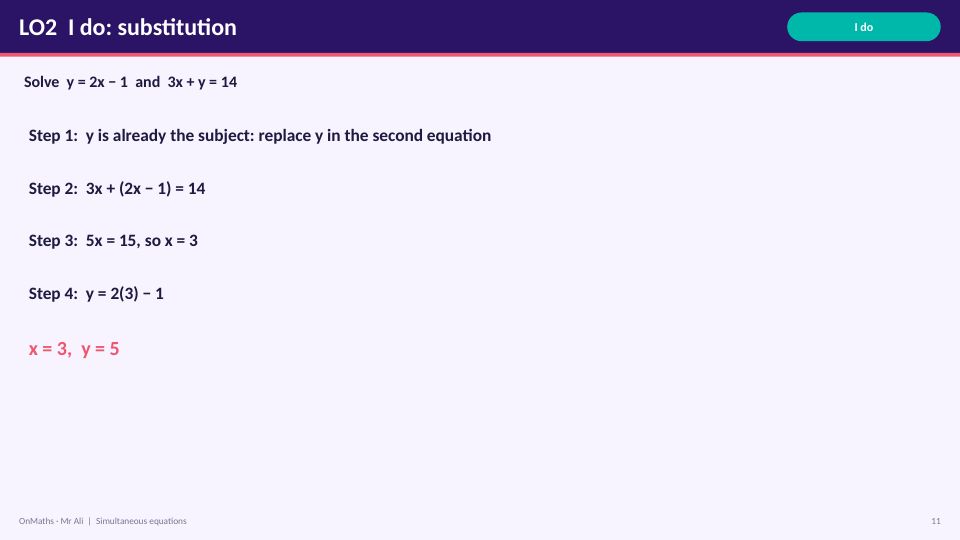 LO2  I do: substitution
I do
Solve  y = 2x − 1  and  3x + y = 14
Step 1:  y is already the subject: replace y in the second equation
Step 2:  3x + (2x − 1) = 14
Step 3:  5x = 15, so x = 3
Step 4:  y = 2(3) − 1
x = 3,  y = 5
OnMaths - Mr Ali  |  Simultaneous equations
11